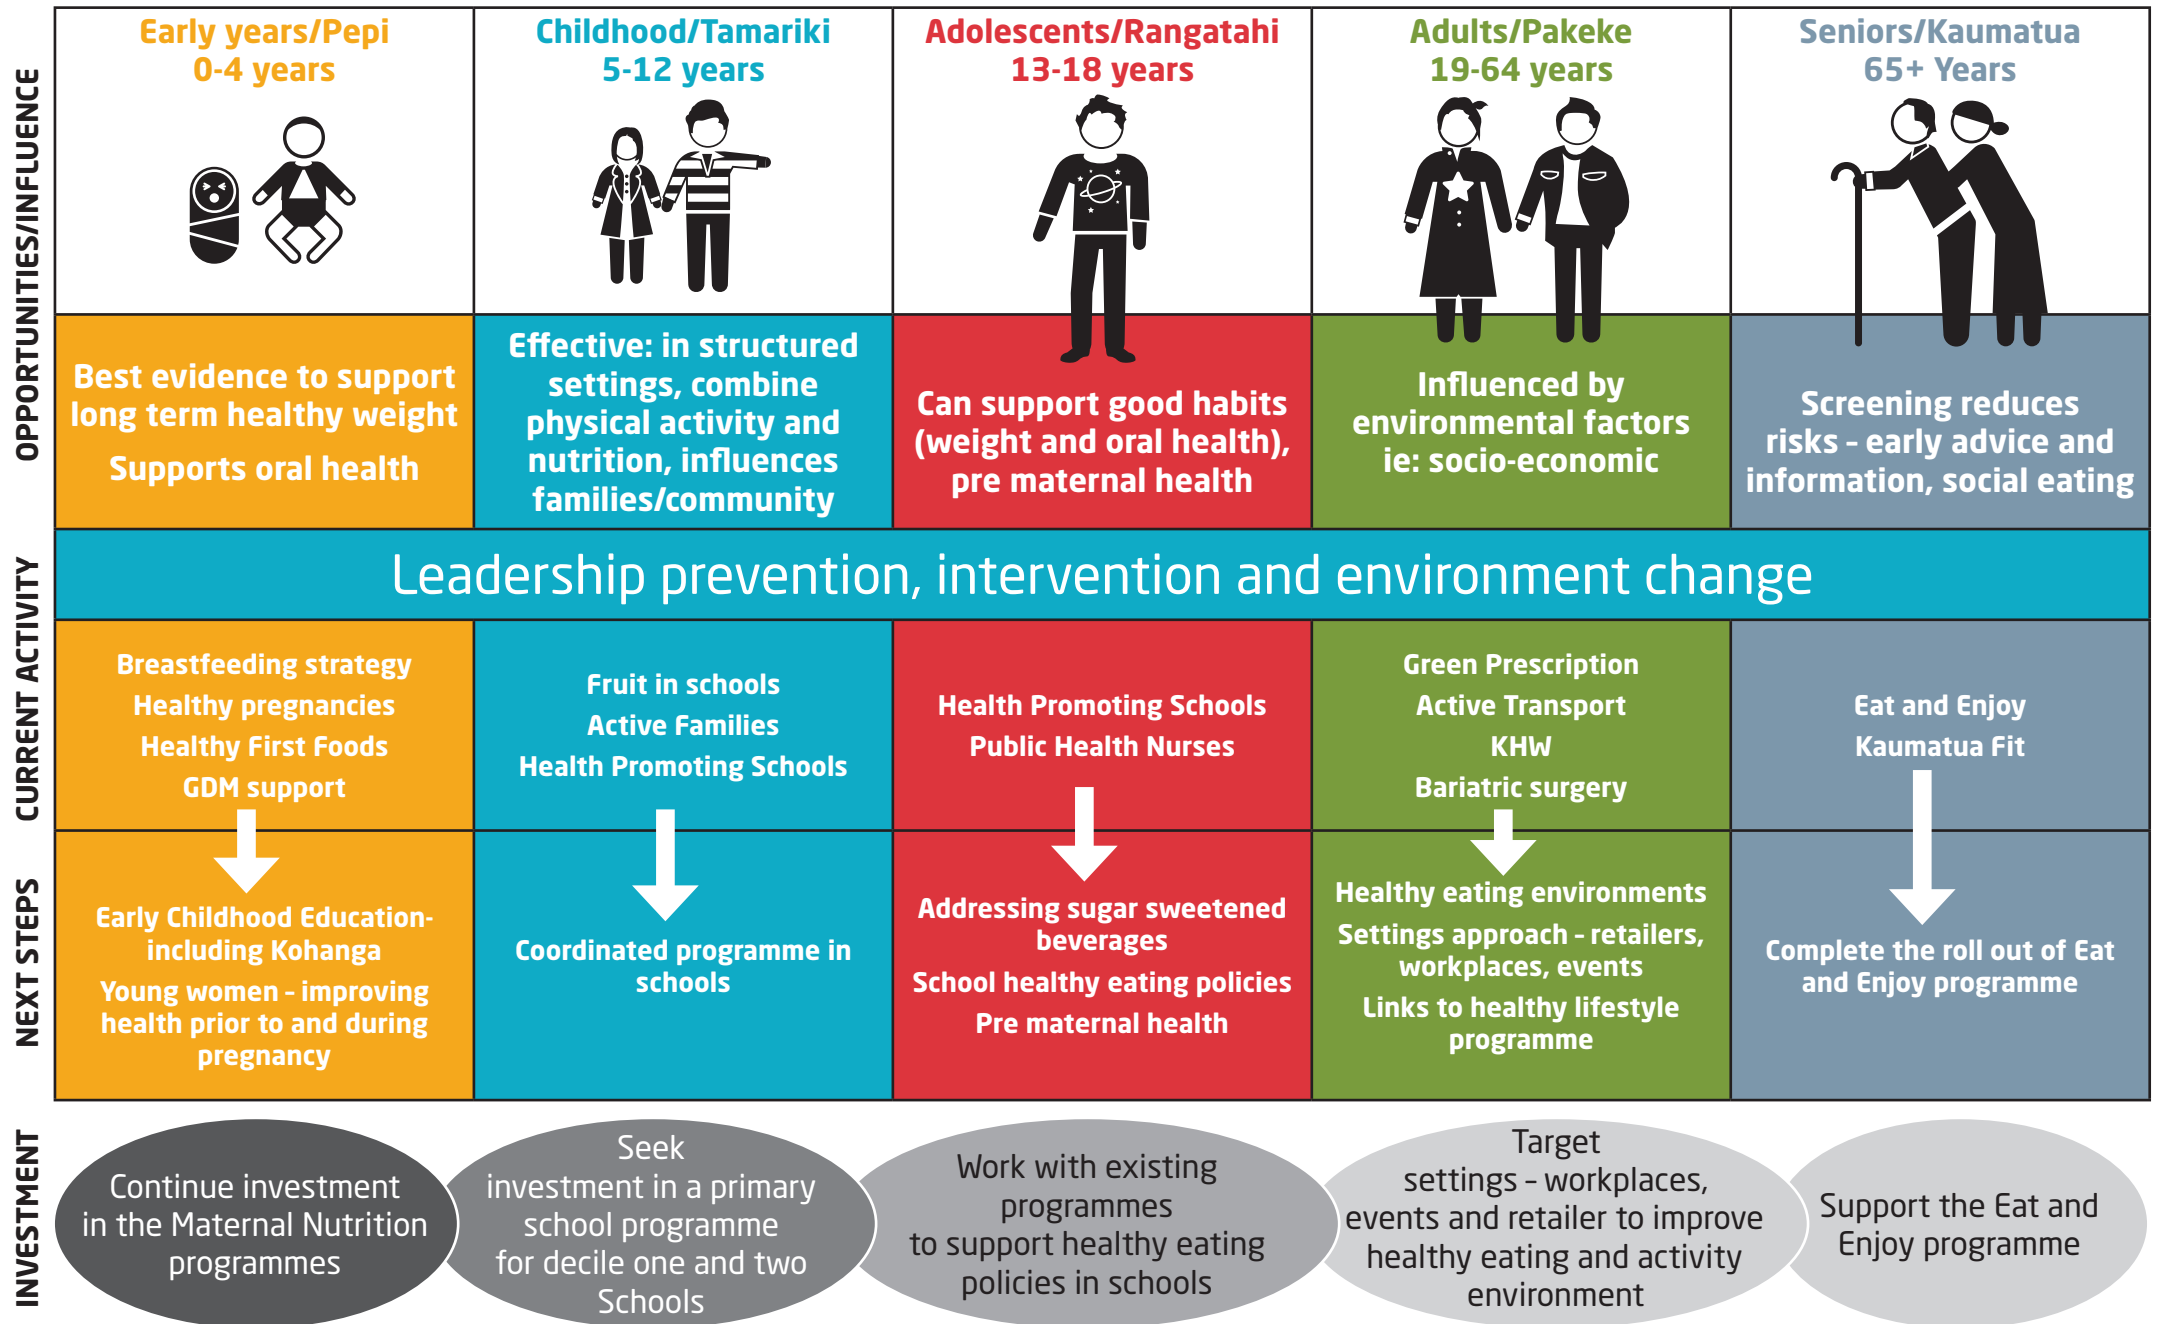 OPPORTUNITIES/INFLUENCE
Early years/Pepi
0-4 years
Childhood/Tamariki
5-12 years
Adolescents/Rangatahi
13-18 years
Adults/Pakeke
19-64 years
Seniors/Kaumatua
65+ Years
Best evidence to support
long term healthy weight
Supports oral health
Effective: in structured
settings, combine
physical activity and
nutrition, influences
families/community
Can support good habits
(weight and oral health),
pre maternal health
Influenced by
environmental factors
ie: socio-economic
Screening reduces
risks – early advice and
information, social eating
Leadership prevention, intervention and environment change
CURRENT ACTIVITY
Breastfeeding strategy
Healthy pregnancies
Healthy First Foods
GDM support
Fruit in schools
Active Families
Health Promoting Schools
Health Promoting Schools
Public Health Nurses
Green Prescription
Active Transport
KHW
Bariatric surgery
Eat and Enjoy
Kaumatua Fit
NEXT STEPS
Early Childhood Education-
including Kohanga
Young women – improving
health prior to and during
pregnancy
Coordinated programme in
schools
Addressing sugar sweetened
beverages
School healthy eating policies
Pre maternal health
Healthy eating environments
Settings approach – retailers,
workplaces, events
Links to healthy lifestyle
programme
Complete the roll out of Eat
and Enjoy programme
INVESTMENT
Continue investment
in the Maternal Nutrition
programmes
Seek
investment in a primary
school programme
for decile one and two
Schools
Work with existing
programmes
to support healthy eating
policies in schools
Target
settings – workplaces,
events and retailer to improve
healthy eating and activity
environment
Support the Eat and
Enjoy programme